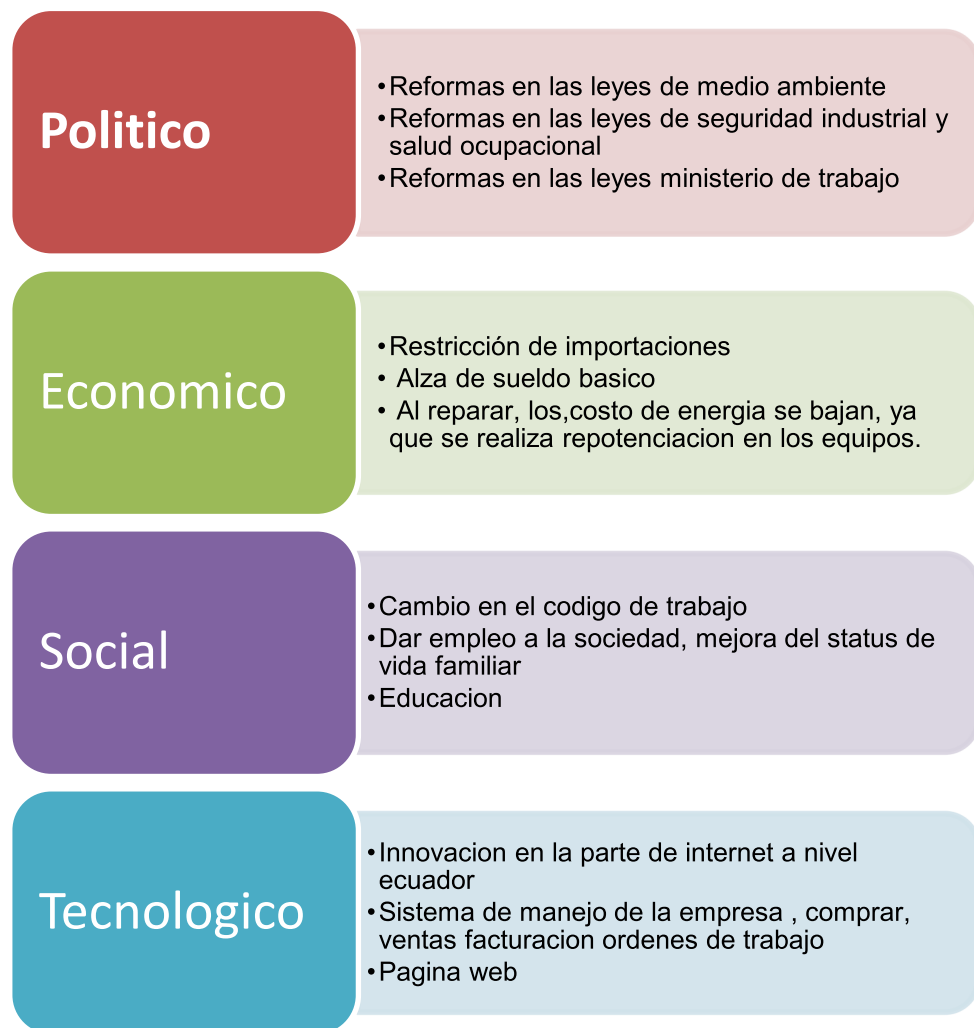 Politico
•Reformas en las leyes de medio ambiente
•Reformas en las leyes de seguridad industrial y
salud ocupacional
•Reformas en las leyes ministerio de trabajo
Economico
•Restricción de importaciones
• Alza de sueldo basico
• Al reparar, los,costo de energia se bajan, ya
que se realiza repotenciacion en los equipos.
Social
•Cambio en el codigo de trabajo
•Dar empleo a la sociedad, mejora del status de
vida familiar
•Educacion
Tecnologico
•Innovacion en la parte de internet a nivel
ecuador
•Sistema de manejo de la empresa , comprar,
ventas facturacion ordenes de trabajo
•Pagina web